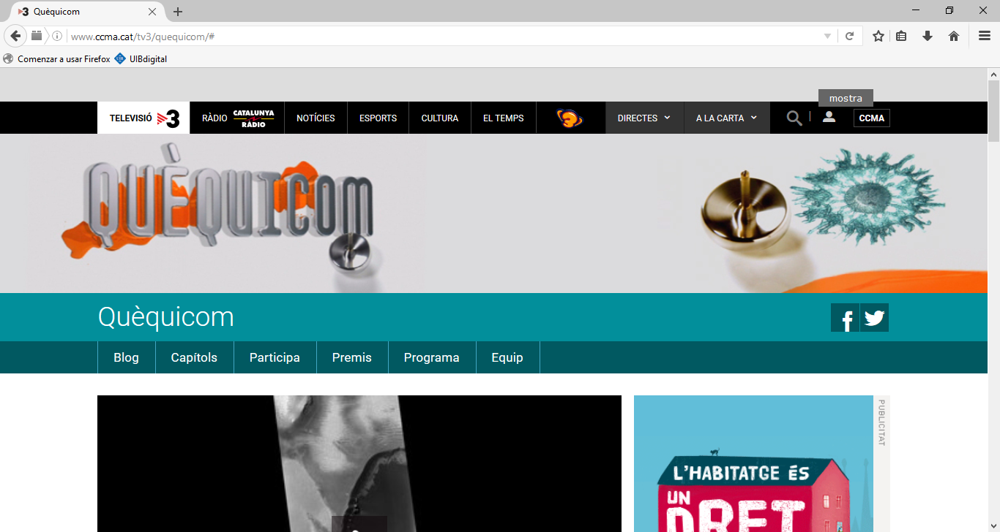 Quèquicom
www.ccma.cat/tv3/quequicom/#
Comenzar a usar Firefox UIBdigital
mostra
TELEVISIÓ 3 RÀDIO CATALUNYA RÀDIO NOTÍCIES ESPORTS CULTURA EL TEMPS 3 DIRECTES A LA CARTA CCMA
QUÈQUICOM
Quèquicom
Blog Capítols Participa Premis Programa Equip
PUBLICITAT
L'HABITATGE ÉS
UN
DRET